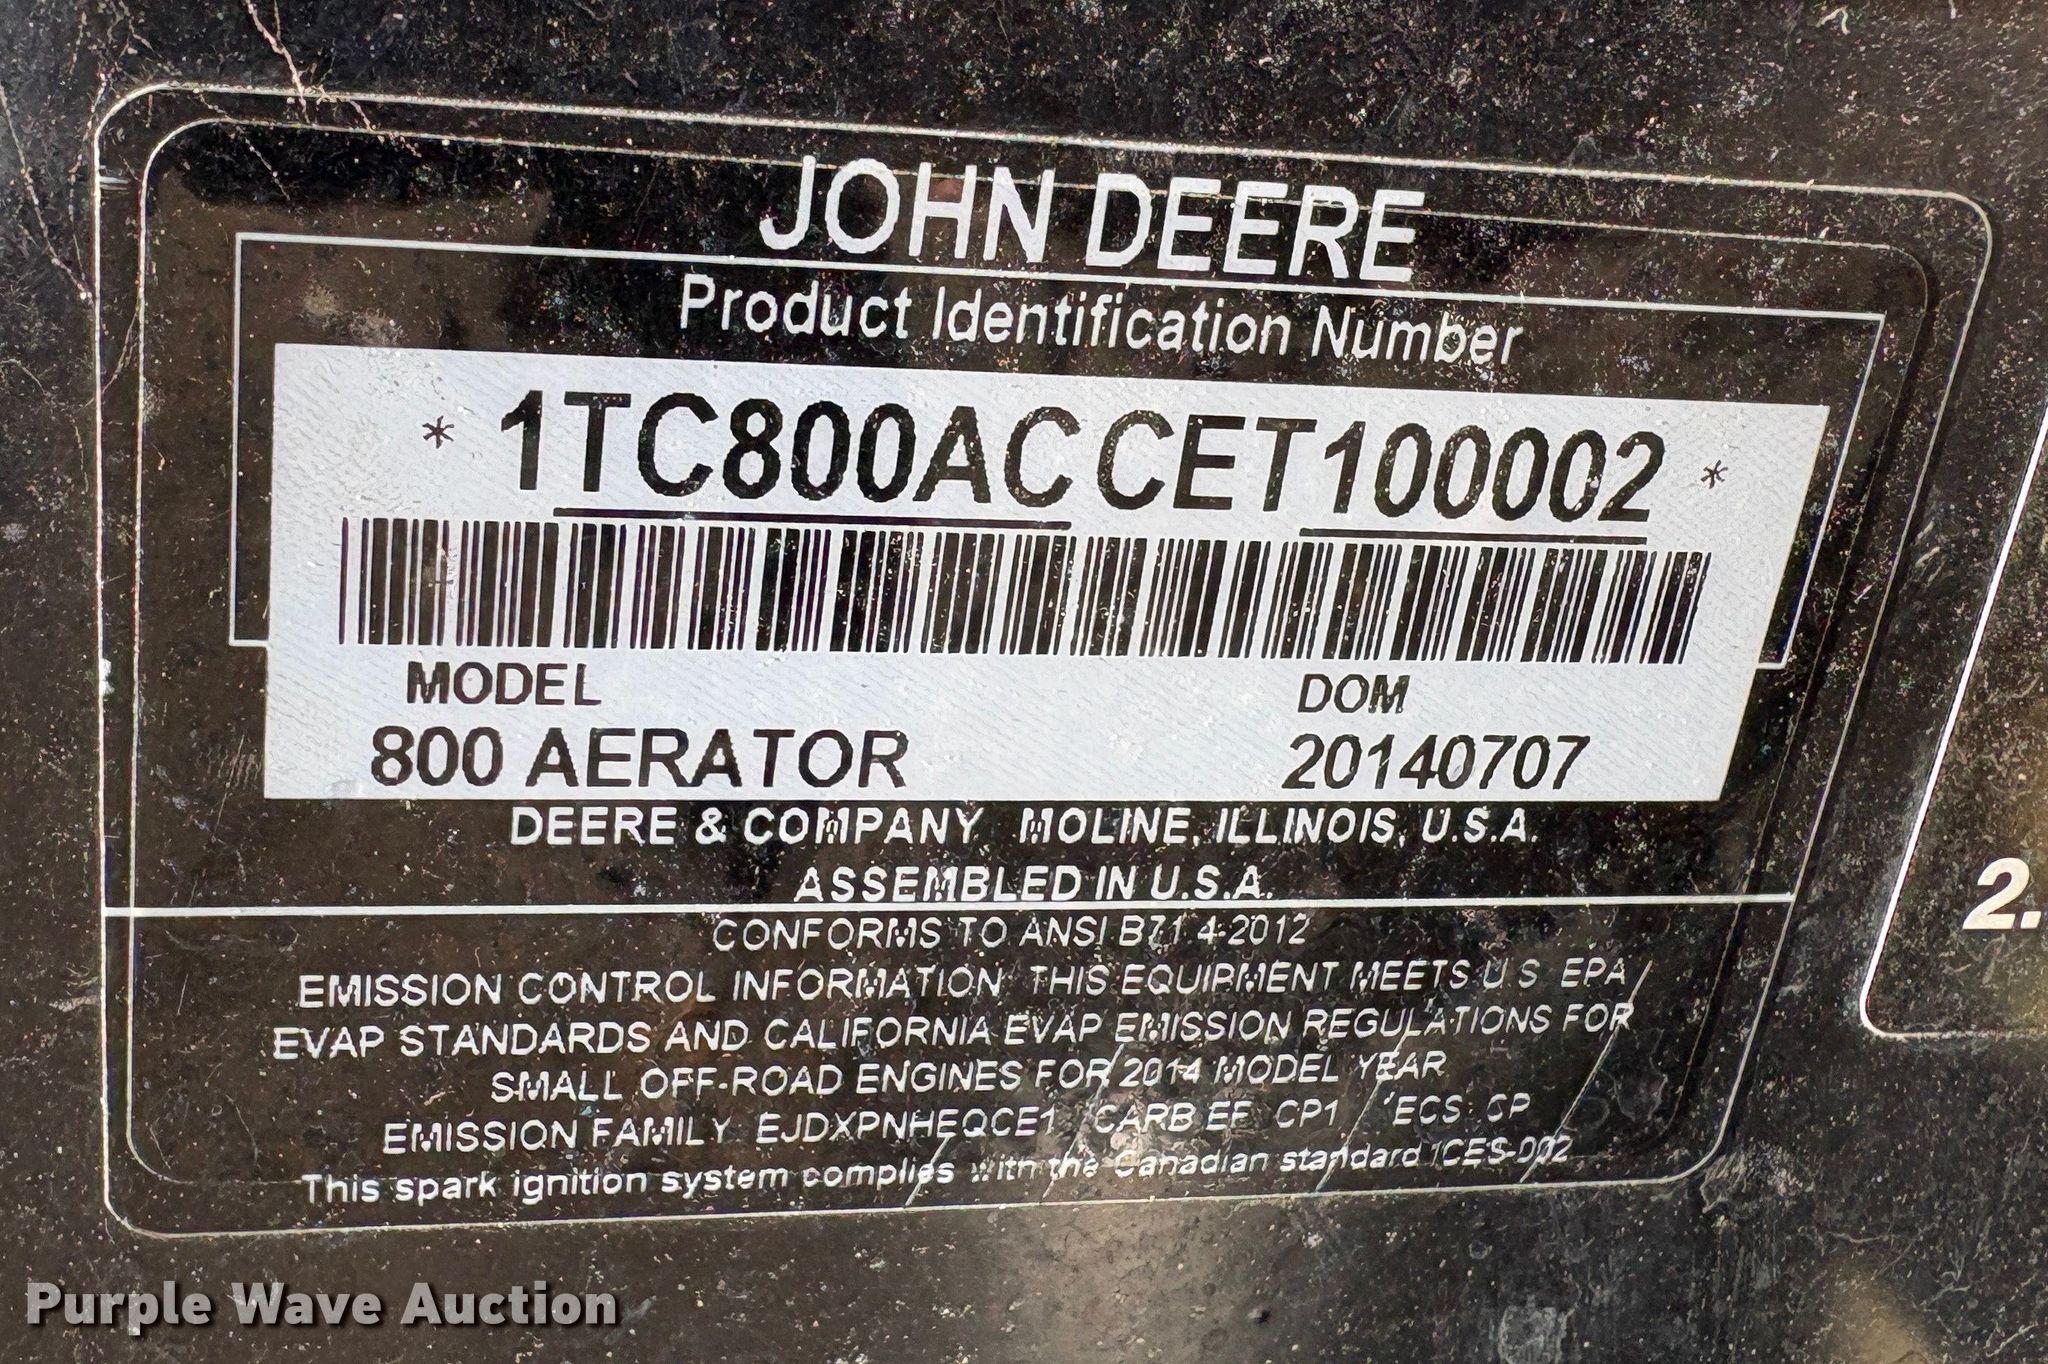 JOHN DEERE
Product Identification Number
* 1TC800ACCET100002 *
MODEL DOM
800 AERATOR 20140707
DEERE & COMPANY MOLINE, ILLINOIS, U.S.A.
ASSEMBLED IN U.S.A.
CONFORMS TO ANSI B71.4-2012
EMISSION CONTROL INFORMATION THIS EQUIPMENT MEETS U S EPA
EVAP STANDARDS AND CALIFORNIA EVAP EMISSION REGULATIONS FOR
SMALL OFF-ROAD ENGINES FOR 2014 MODEL YEAR
EMISSION FAMILY EJDXPNHEQCE1 CARB EF CP1 ECS: CP
This spark ignition system complies with the Canadian standard ICES-002
2.
Purple Wave Auction